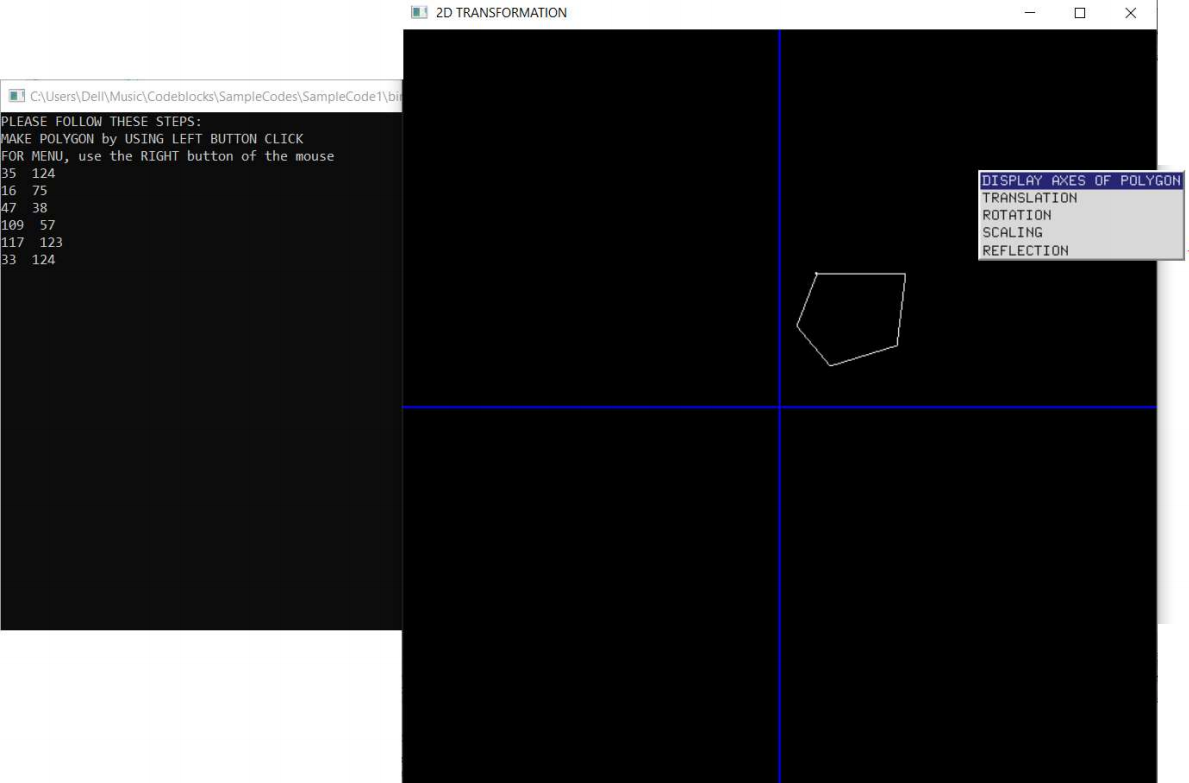 2D TRANSFORMATION
C:\Users\Dell\Music\Codeblocks\SampleCodes\SampleCode1\bi
PLEASE FOLLOW THESE STEPS:
MAKE POLYGON by USING LEFT BUTTON CLICK
FOR MENU, use the RIGHT button of the mouse
35  124
16  75
47  38
109  57
117  123
33  124
DISPLAY AXES OF POLYGON
TRANSLATION
ROTATION
SCALING
REFLECTION